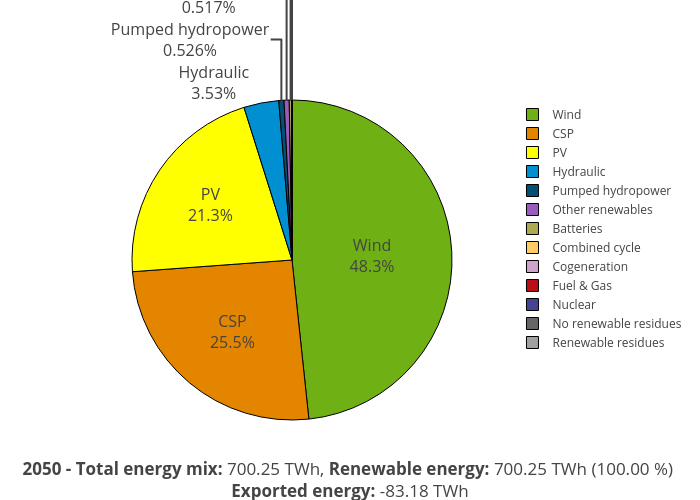 0.517%
Pumped hydropower
0.526%
Hydraulic
3.53%
PV
21.3%
Wind
48.3%
CSP
25.5%
Wind
CSP
PV
Hydraulic
Pumped hydropower
Other renewables
Batteries
Combined cycle
Cogeneration
Fuel & Gas
Nuclear
No renewable residues
Renewable residues
2050 - Total energy mix: 700.25 TWh, Renewable energy: 700.25 TWh (100.00 %)
Exported energy: -83.18 TWh